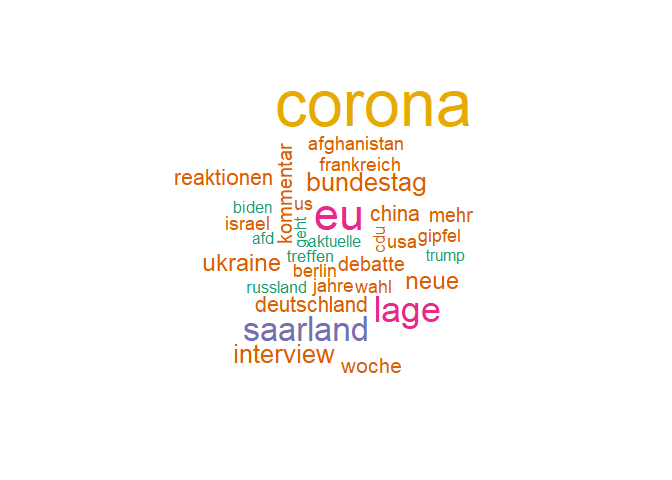 corona
afghanistan
kommentar
frankreich
reaktionen
bundestag
biden
us
eu
china
mehr
israel
geht
afd
aktuelle
cdu
usa
gipfel
treffen
trump
ukraine
berlin
debatte
russland
jahre
wahl
neue
deutschland
lage
saarland
interview
woche